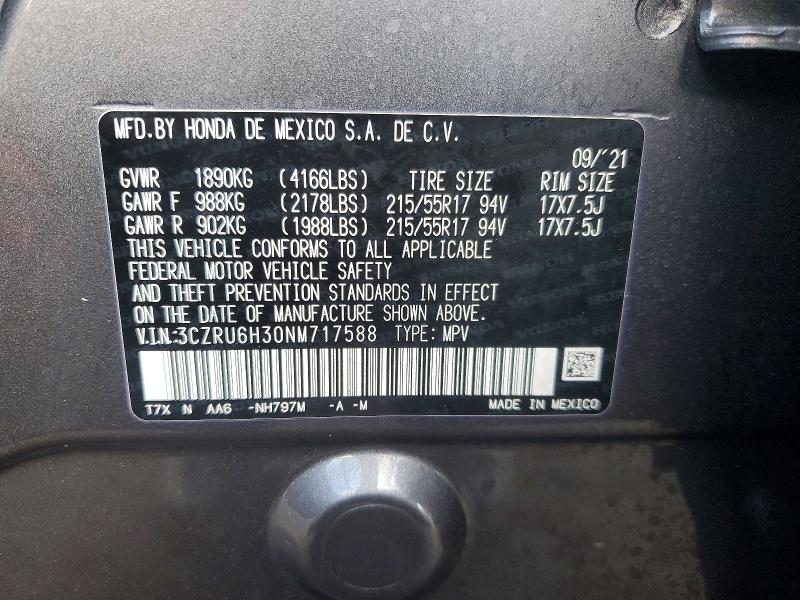 MFD.BY HONDA DE MEXICO S.A. DE C.V.
09/'21
GVWR 1890KG (4166LBS) TIRE SIZE RIM SIZE
GAWR F 988KG (2178LBS) 215/55R17 94V 17X7.5J
GAWR R 902KG (1988LBS) 215/55R17 94V 17X7.5J
THIS VEHICLE CONFORMS TO ALL APPLICABLE
FEDERAL MOTOR VEHICLE SAFETY
AND THEFT PREVENTION STANDARDS IN EFFECT
ON THE DATE OF MANUFACTURE SHOWN ABOVE.
V.I.N:3CZRU6H30NM717588 TYPE: MPV
T7X N AA6 -NH797M -A -M MADE IN MEXICO